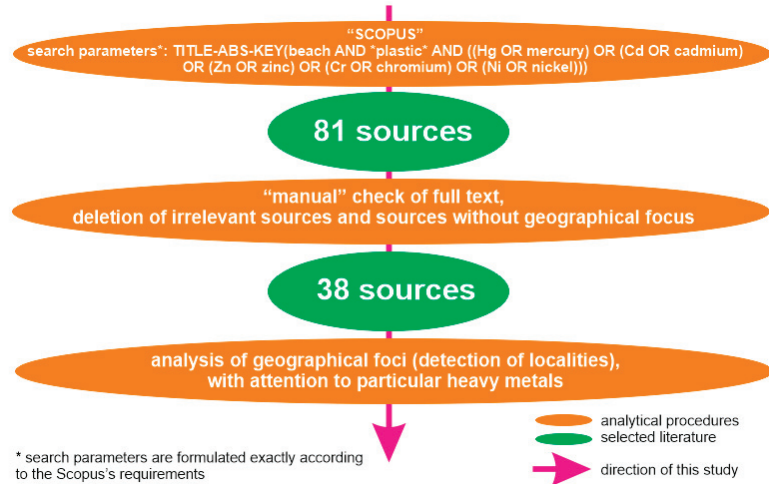 “SCOPUS”
search parameters*: TITLE-ABS-KEY(beach AND *plastic* AND ((Hg OR mercury) OR (Cd OR cadmium)
OR (Zn OR zinc) OR (Cr OR chromium) OR (Ni OR nickel)))
81 sources
“manual” check of full text,
deletion of irrelevant sources and sources without geographical focus
38 sources
analysis of geographical foci (detection of localities),
with attention to particular heavy metals
analytical procedures
selected literature
direction of this study
* search parameters are formulated exactly according
to the Scopus’s requirements